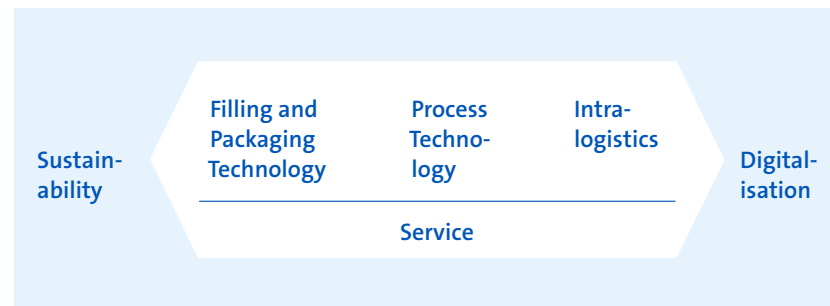 Sustain-
ability
Filling and
Packaging
Technology
Process
Techno-
logy
Intra-
logistics
Service
Digital-
isation